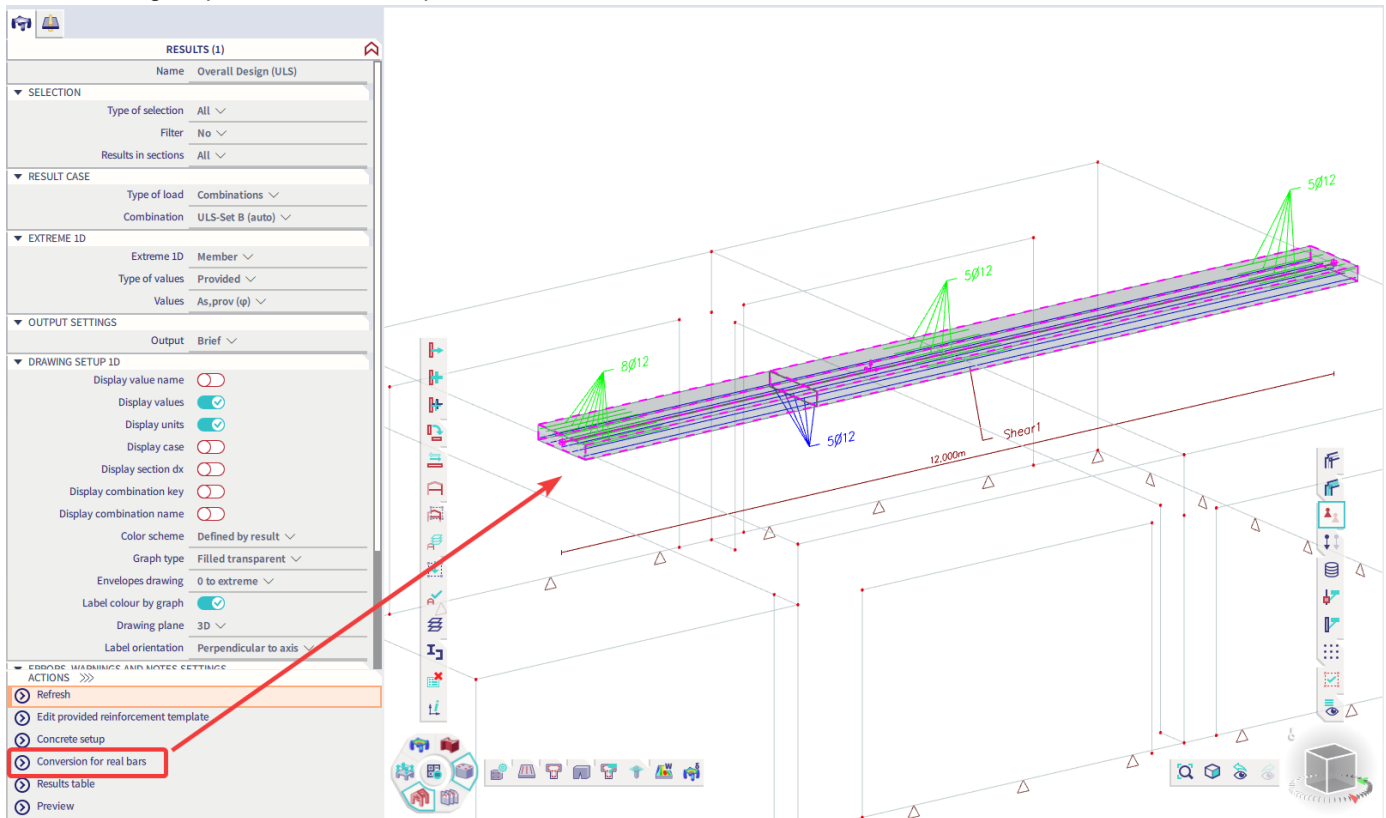 RESULTS (1)
Name Overall Design (ULS)
SELECTION
Type of selection All
Filter No
Results in sections All
RESULT CASE
Type of load Combinations
Combination ULS-Set B (auto)
EXTREME 1D
Extreme 1D Member
Type of values Provided
Values As,prov (φ)
OUTPUT SETTINGS
Output Brief
DRAWING SETUP 1D
Display value name
Display values
Display units
Display case
Display section dx
Display combination key
Display combination name
Color scheme Defined by result
Graph type Filled transparent
Envelopes drawing 0 to extreme
Label colour by graph
Drawing plane 3D
Label orientation Perpendicular to axis
ERRORS, WARNINGS AND NOTES SETTINGS
ACTIONS >>>
Refresh
Edit provided reinforcement template
Concrete setup
Conversion for real bars
Results table
Preview
5Ø12
5Ø12
8Ø12
5Ø12
Shear1
12,000m
W